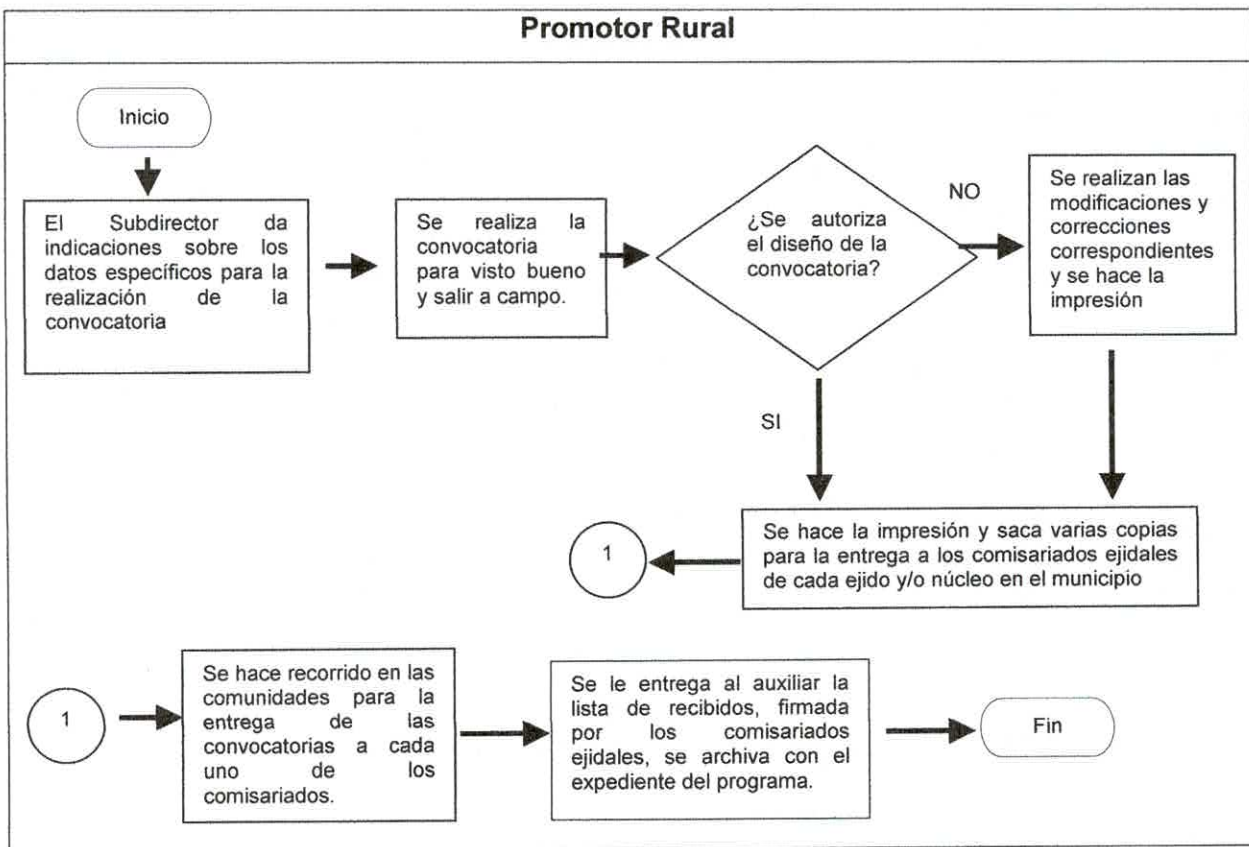 Promotor Rural
Inicio
El Subdirector da
indicaciones sobre los
datos específicos para la
realización de la
convocatoria
Se realiza la
convocatoria
para visto bueno
y salir a campo.
¿Se autoriza
el diseño de la
convocatoria?
NO
Se realizan las
modificaciones y
correcciones
correspondientes
y se hace la
impresión
SI
Se hace la impresión y saca varias copias
para la entrega a los comisariados ejidales
de cada ejido y/o núcleo en el municipio
1
1
Se hace recorrido en las
comunidades para la
entrega de las
convocatorias a cada
uno de los
comisariados.
Se le entrega al auxiliar la
lista de recibidos, firmada
por los comisariados
ejidales, se archiva con el
expediente del programa.
Fin